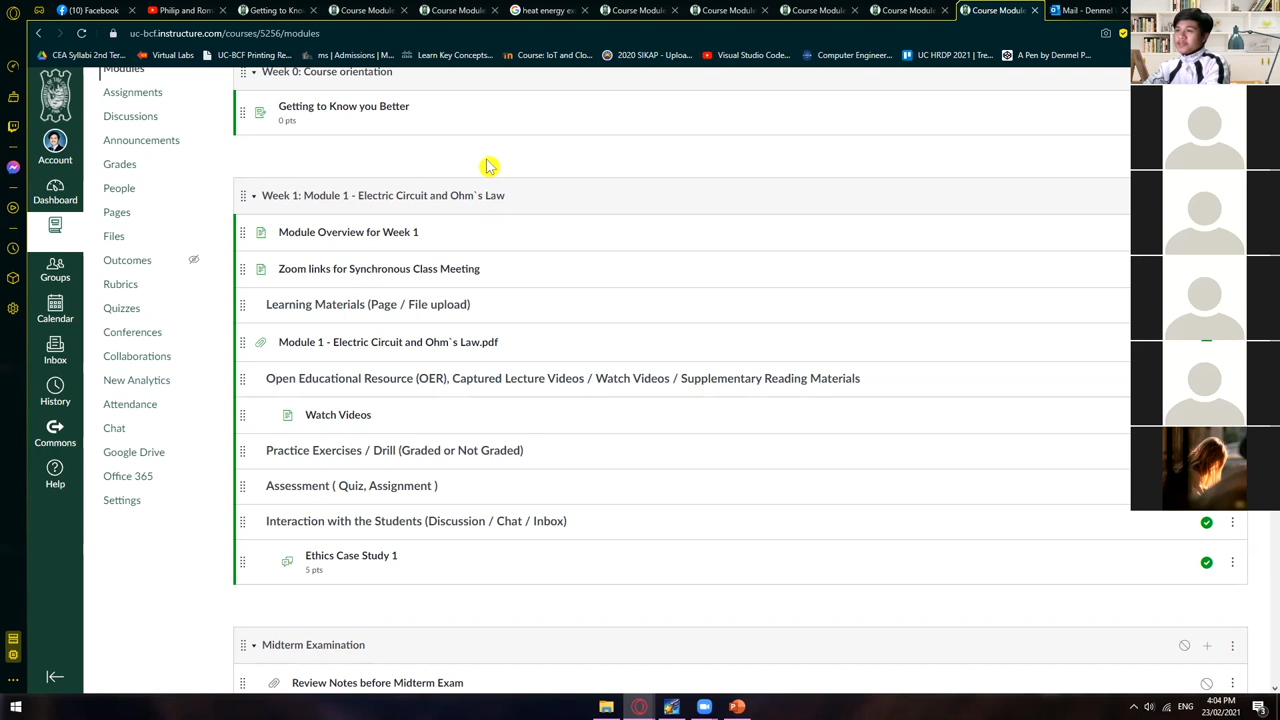 (1) Facebook
Philip and Rom
Getting to Kno
Course Module
Course Module
heat energy ex
Course Module
Course Module
Course Module
Course Module
Course Module
Mail - Denmel
uc-bcf.instructure.com/courses/5256/modules
CEA Syllabi 2nd Ter...
Virtual Labs
UC-BCF Printing Re...
ms | Admissions | M...
Learn Key Concepts...
Course: IoT and Clo...
2020 SIKAP - Uploa...
Visual Studio Code...
Computer Engineer...
UC HRDP 2021 | Tre...
A Pen by Denmel P...
Account
Dashboard
Groups
Calendar
Inbox
History
Commons
Help
Modules
Assignments
Discussions
Announcements
Grades
People
Pages
Files
Outcomes
Rubrics
Quizzes
Conferences
Collaborations
New Analytics
Attendance
Chat
Google Drive
Office 365
Settings
Week 0: Course orientation
Getting to Know you Better
0 pts
Week 1: Module 1 - Electric Circuit and Ohm`s Law
Module Overview for Week 1
Zoom links for Synchronous Class Meeting
Learning Materials (Page / File upload)
Module 1 - Electric Circuit and Ohm`s Law.pdf
Open Educational Resource (OER), Captured Lecture Videos / Watch Videos / Supplementary Reading Materials
Watch Videos
Practice Exercises / Drill (Graded or Not Graded)
Assessment ( Quiz, Assignment )
Interaction with the Students (Discussion / Chat / Inbox)
Ethics Case Study 1
5 pts
Midterm Examination
Review Notes before Midterm Exam
ENG
4:04 PM
23/02/2021